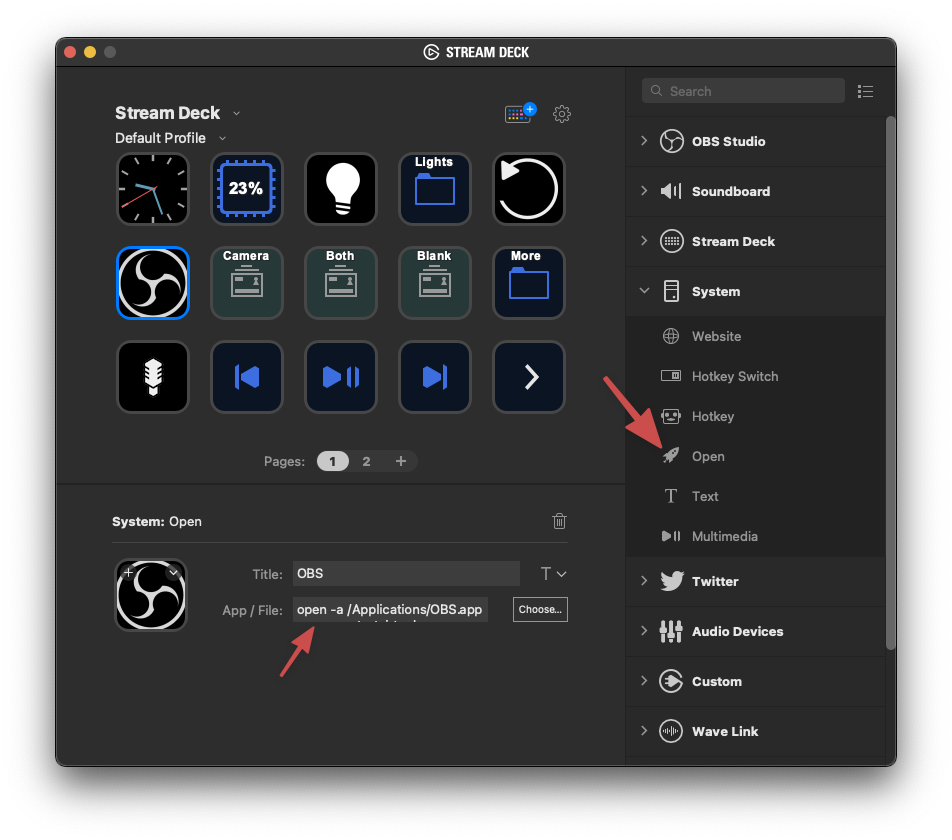 STREAM DECK
Stream Deck
Default Profile
Search
23%
Lights
Camera
Both
Blank
More
Pages: 1 2 +
System: Open
Title: OBS
App / File: open -a /Applications/OBS.app
Choose...
OBS Studio
Soundboard
Stream Deck
System
Website
Hotkey Switch
Hotkey
Open
Text
Multimedia
Twitter
Audio Devices
Custom
Wave Link